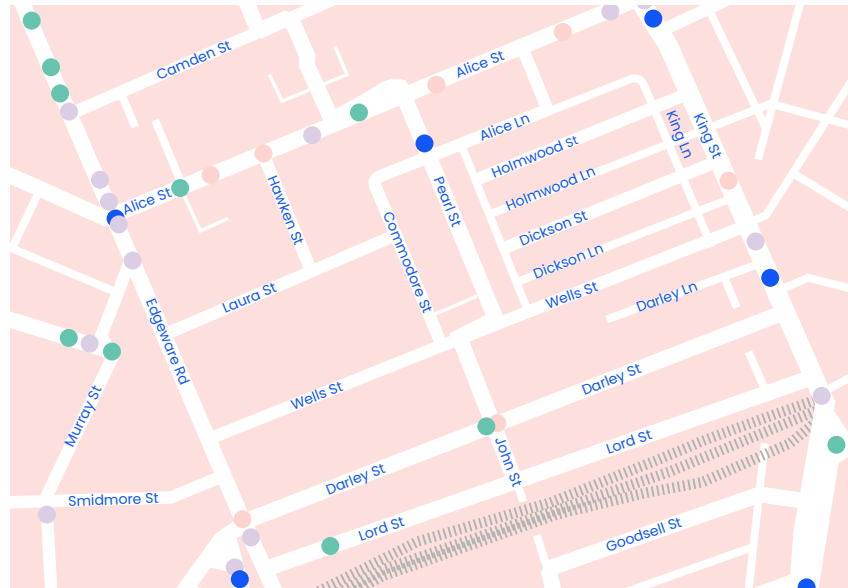 Camden St
Alice St
Alice Ln
King Ln
King St
Holmwood st
Holmwood Ln
Alice St
Hawken St
Pearl St
Dickson St
Commodore St
Dickson Ln
Laura St
Wells St
Darley Ln
Edgeware Rd
Wells St
Darley St
Murray St
Lord St
John St
Darley St
Smidmore St
Lord St
Goodsell St